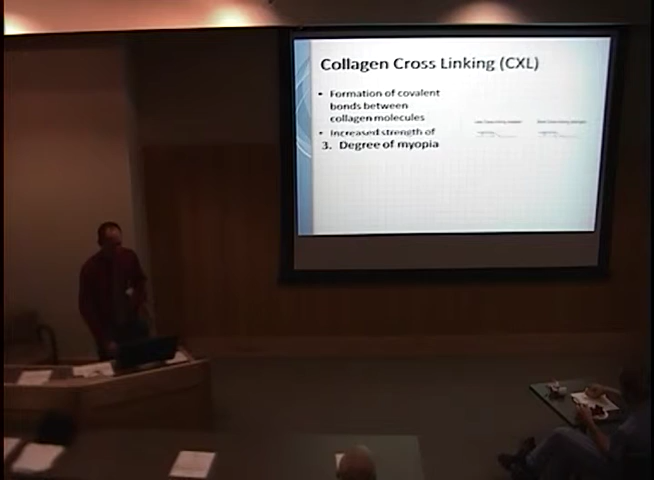 Collagen Cross Linking (CXL)
• Formation of covalent
bonds between
collagen molecules
• Increased strength of
3. Degree of myopia